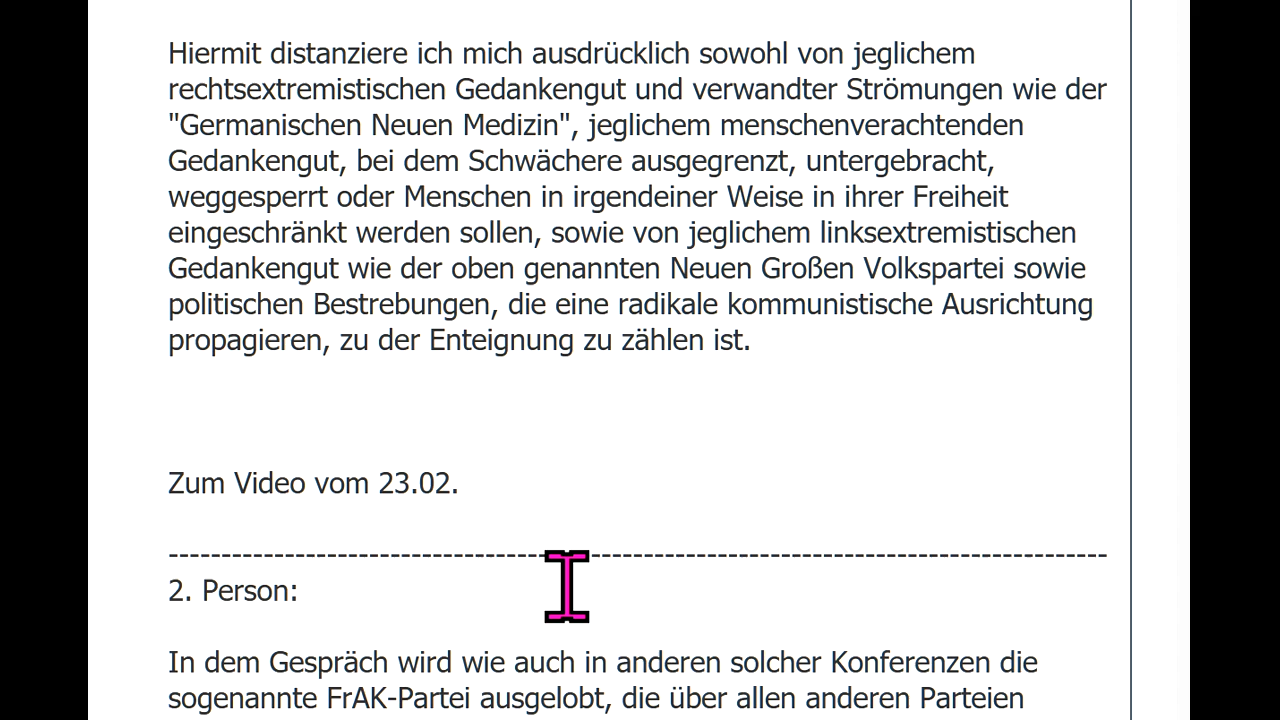 Hiermit distanziere ich mich ausdrücklich sowohl von jeglichem
rechtsextremistischen Gedankengut und verwandter Strömungen wie der
"Germanischen Neuen Medizin", jeglichem menschenverachtenden
Gedankengut, bei dem Schwächere ausgegrenzt, untergebracht,
weggesperrt oder Menschen in irgendeiner Weise in ihrer Freiheit
eingeschränkt werden sollen, sowie von jeglichem linksextremistischen
Gedankengut wie der oben genannten Neuen Großen Volkspartei sowie
politischen Bestrebungen, die eine radikale kommunistische Ausrichtung
propagieren, zu der Enteignung zu zählen ist.
Zum Video vom 23.02.
-----------------------------------------------------------------------------------------
2. Person:
In dem Gespräch wird wie auch in anderen solcher Konferenzen die
sogenannte FrAK-Partei ausgelobt, die über allen anderen Parteien